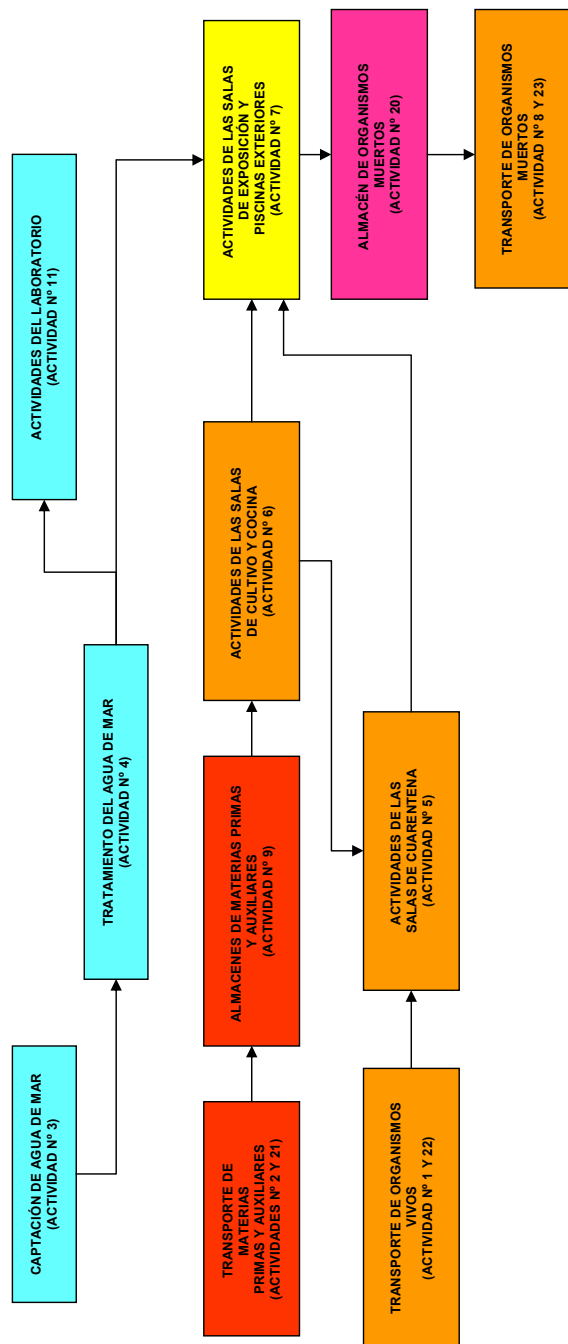 CAPTACIÓN DE AGUA DE MAR
(ACTIVIDAD Nº 3)
TRATAMIENTO DEL AGUA DE MAR
(ACTIVIDAD Nº 4)
ACTIVIDADES DEL LABORATORIO
(ACTIVIDAD Nº 11)
TRANSPORTE DE
MATERIAS
PRIMAS Y AUXILIARES
(ACTIVIDADES Nº 2 Y 21)
ALMACENES DE MATERIAS PRIMAS
Y AUXILIARES
(ACTIVIDAD Nº 9)
ACTIVIDADES DE LAS SALAS
DE CULTIVO Y COCINA
(ACTIVIDAD Nº 6)
ACTIVIDADES DE LAS SALAS
DE EXPOSICIÓN Y
PISCINAS EXTERIORES
(ACTIVIDAD Nº 7)
TRANSPORTE DE ORGANISMOS
VIVOS
(ACTIVIDAD Nº 1 Y 22)
ACTIVIDADES DE LAS
SALAS DE CUARENTENA
(ACTIVIDAD Nº 5)
ALMACÉN DE ORGANISMOS
MUERTOS
(ACTIVIDAD Nº 20)
TRANSPORTE DE ORGANISMOS
MUERTOS
(ACTIVIDAD Nº 8 Y 23)